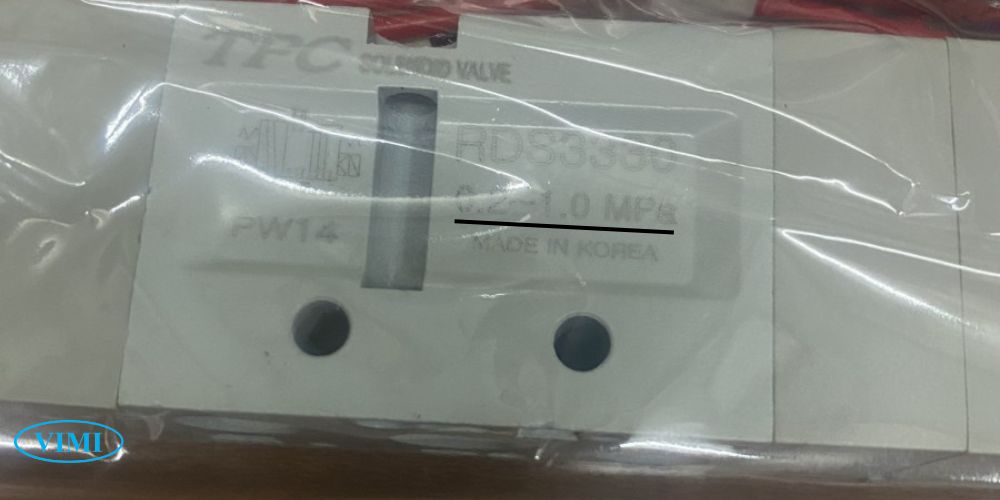 TPC SOLENOID VALVE
RDS3330
0.2~1.0 MPa
PW14
MADE IN KOREA
VIMI